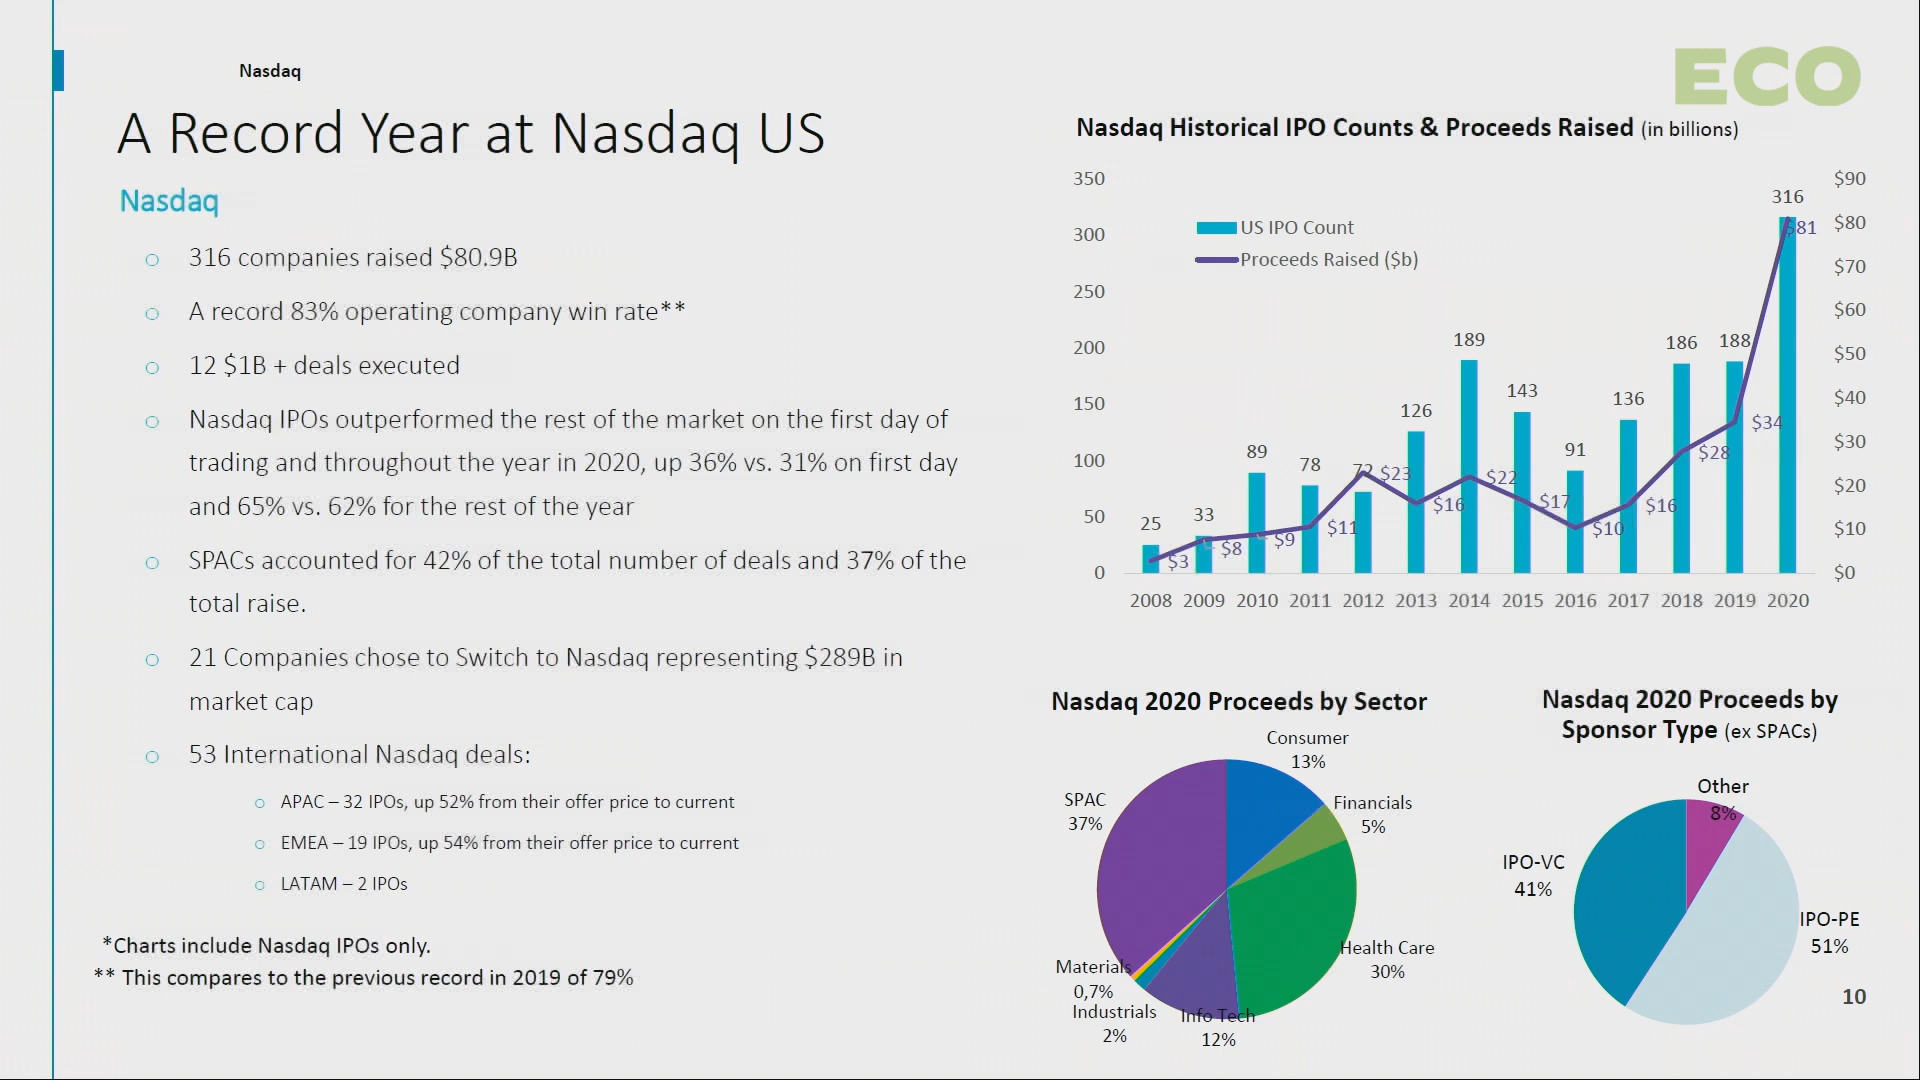 Nasdaq
ECO
A Record Year at Nasdaq US
Nasdaq
316 companies raised $80.9B
A record 83% operating company win rate**
12 $1B + deals executed
Nasdaq IPOs outperformed the rest of the market on the first day of
trading and throughout the year in 2020, up 36% vs. 31% on first day
and 65% vs. 62% for the rest of the year
SPACs accounted for 42% of the total number of deals and 37% of the
total raise.
21 Companies chose to Switch to Nasdaq representing $289B in
market cap
53 International Nasdaq deals:
APAC – 32 IPOs, up 52% from their offer price to current
EMEA – 19 IPOs, up 54% from their offer price to current
LATAM – 2 IPOs
*Charts include Nasdaq IPOs only.
** This compares to the previous record in 2019 of 79%
Nasdaq Historical IPO Counts & Proceeds Raised (in billions)
350
300
250
200
150
100
50
0
US IPO Count
Proceeds Raised ($b)
25 33 89 78 72 126 189 143 91 136 186 188 316
$3 $8 $9 $11 $23 $16 $22 $17 $10 $16 $28 $34 $81
$90
$80
$70
$60
$50
$40
$30
$20
$10
$0
2008 2009 2010 2011 2012 2013 2014 2015 2016 2017 2018 2019 2020
Nasdaq 2020 Proceeds by Sector
Consumer
13%
Financials
5%
Health Care
30%
Info Tech
12%
Industrials
2%
Materials
0,7%
SPAC
37%
Nasdaq 2020 Proceeds by
Sponsor Type (ex SPACs)
Other
8%
IPO-PE
51%
IPO-VC
41%
10